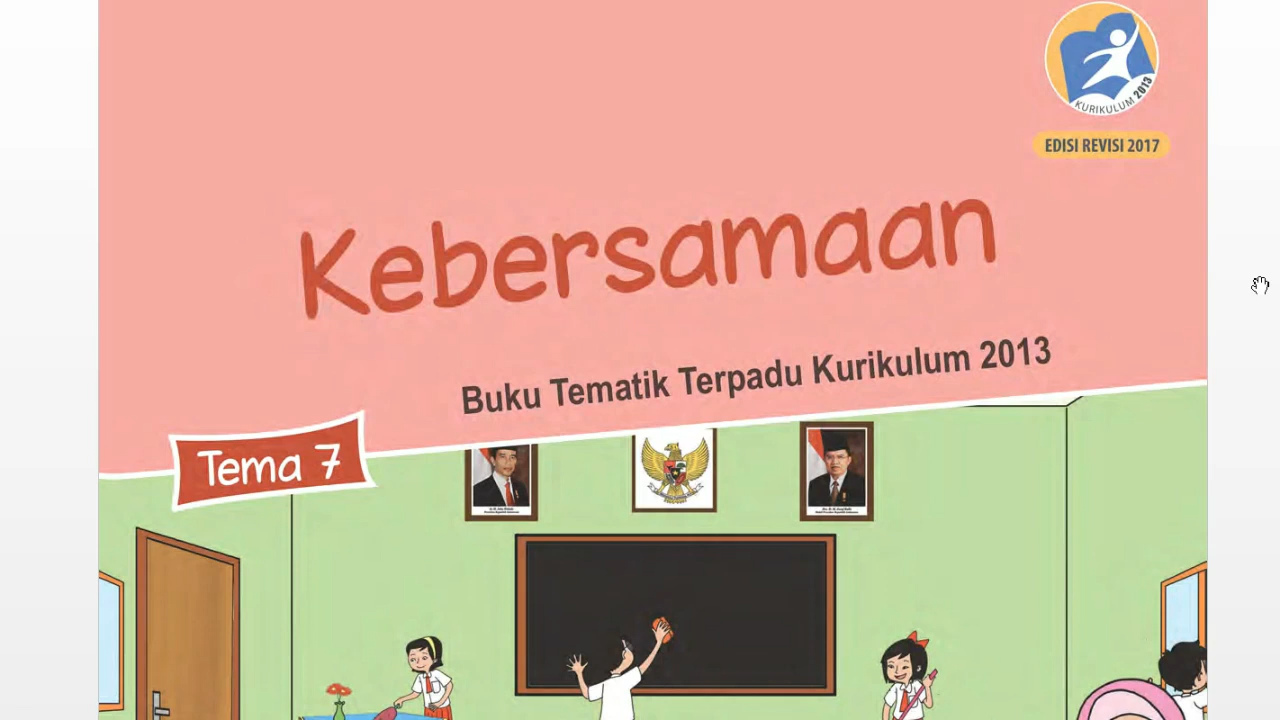 KURIKULUM 2013
EDISI REVISI 2017
Kebersamaan
Buku Tematik Terpadu Kurikulum 2013
Tema 7